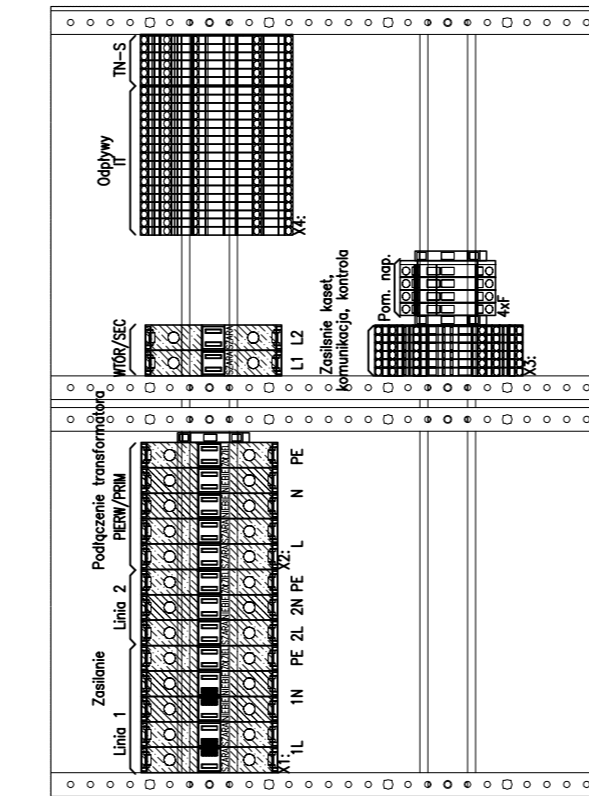 TN-S
Odpływy
IT
X4:
WTÓR/SEC
L1 L2
Zasilsnie kaset,
komunikacja, kontrola
Pom. nap.
4xF
X3:
Podłączenie transformatora
PIERW/PRIM
L N PE
X2:
Zasilanie
Linia 1 Linia 2
1L 1N PE 2L 2N PE
X1: